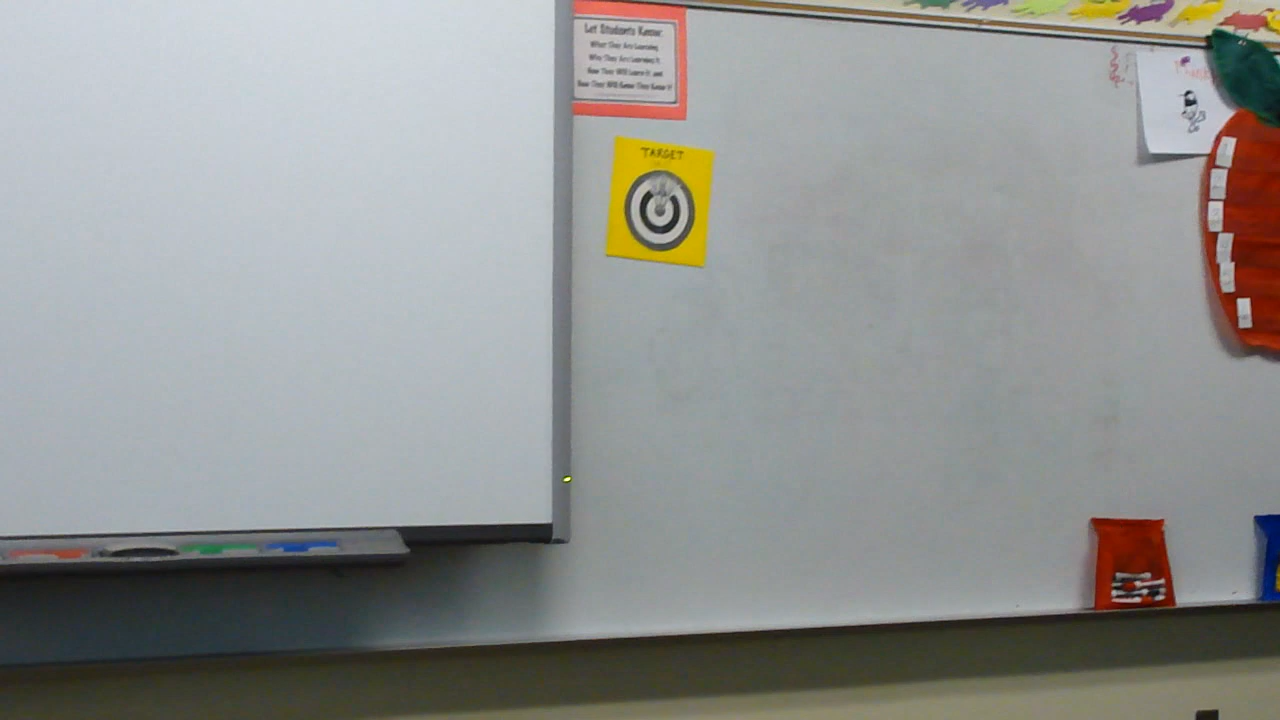 Let Students Know:
What They Are Learning
Why They Are Learning It
How They Will Learn It and
How They Will Know They Know It
TARGET